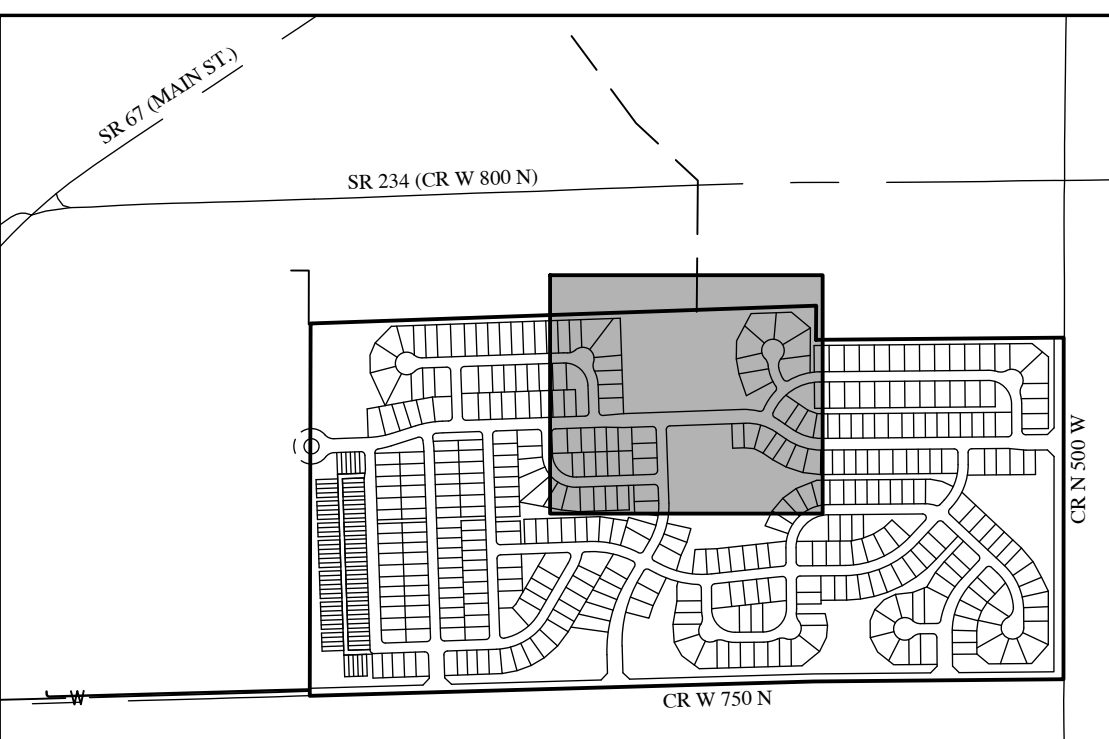 SR 67 (MAIN ST.)
SR 234 (CR W 800 N)
CR N 500 W
W
CR W 750 N